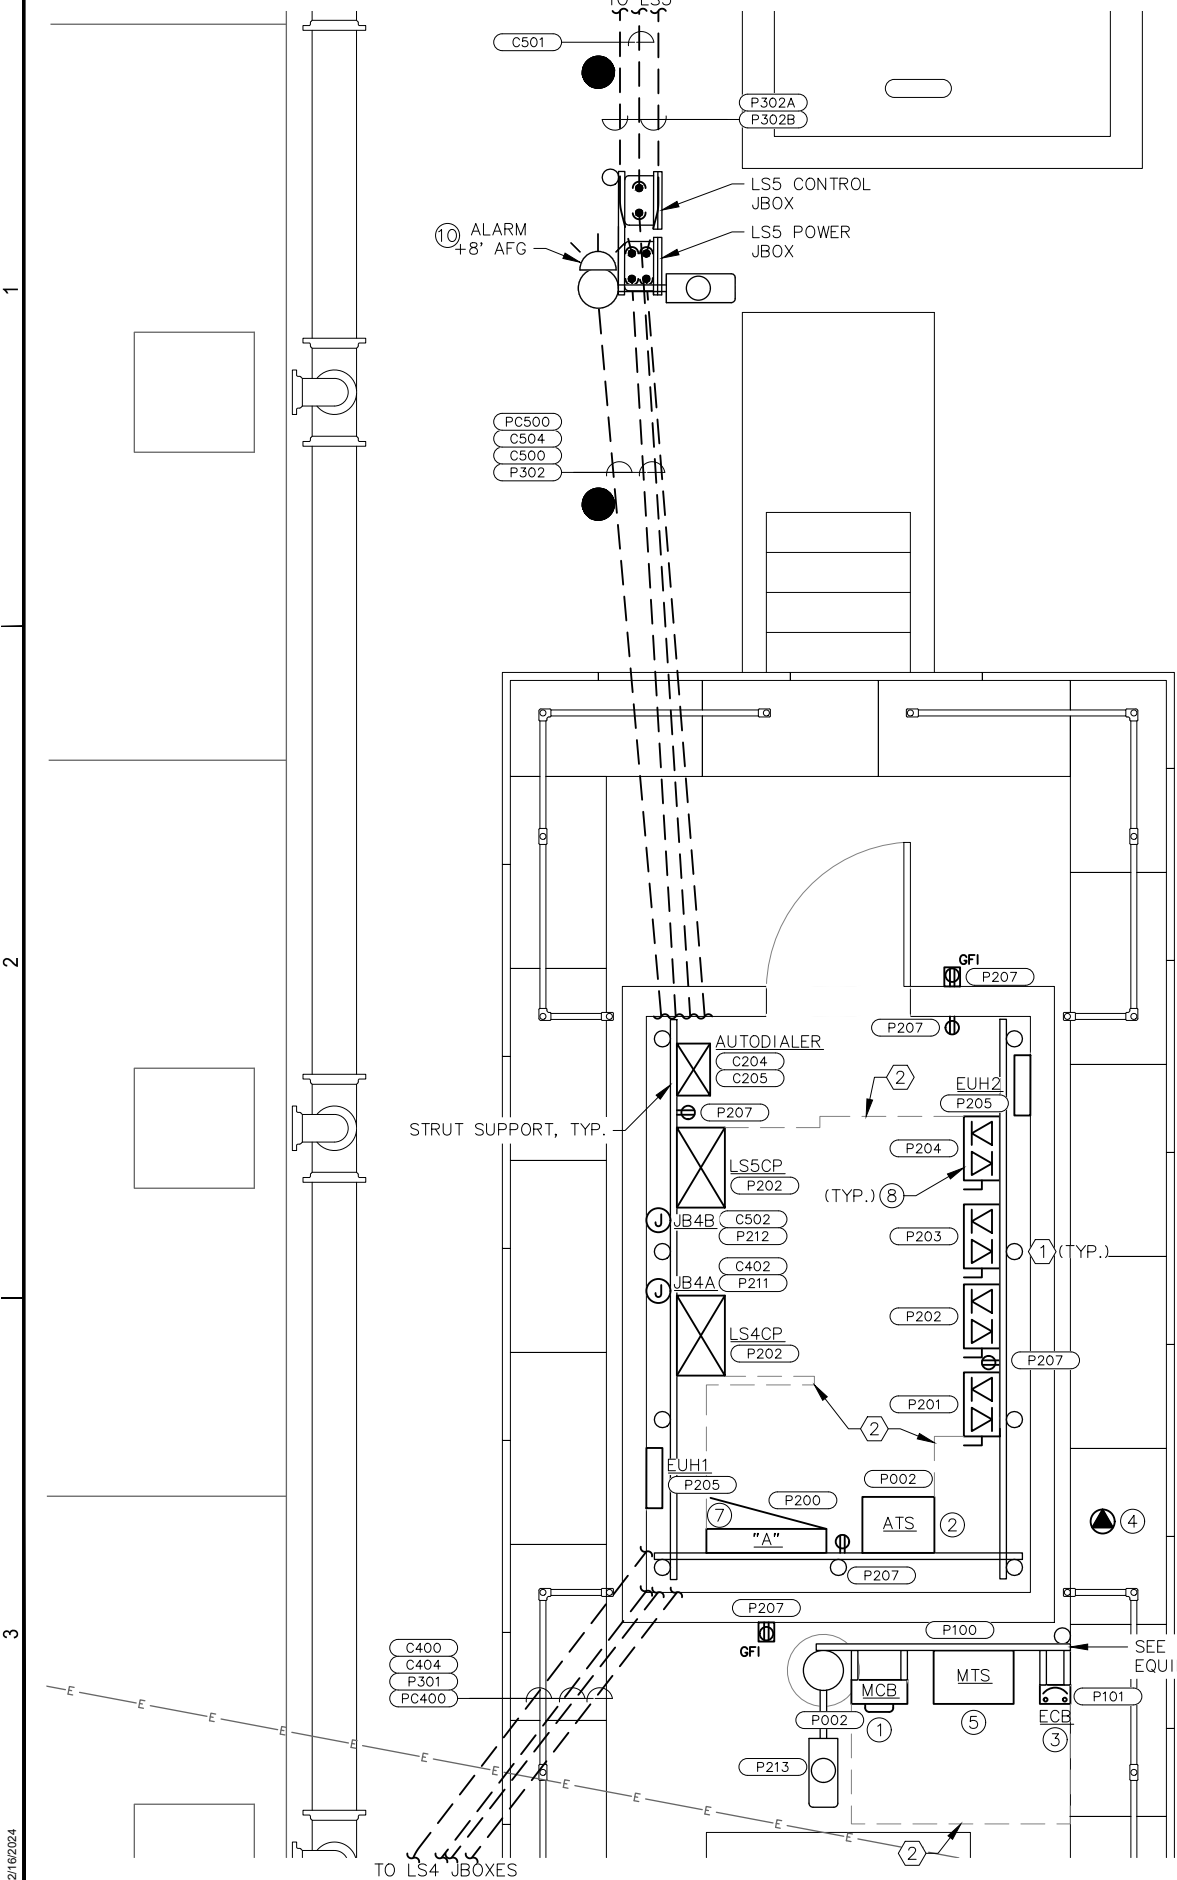 TO LS5
C501
P302A
P302B
LS5 CONTROL
JBOX
10 ALARM
+8' AFG
LS5 POWER
JBOX
1
PC500
C504
C500
P302
2
GFI
P207
P207
AUTODIALER
C204
C205
2
EUH2
P205
P207
STRUT SUPPORT, TYP.
P204
LS5CP
P202
(TYP.) 8
J JB4B C502
P212
P203
1 (TYP.)
C402
J JB4A P211
P202
LS4CP
P202
P207
P201
2
EUH1
P205
P002
P200
7
"A"
ATS 2
4
P207
P207
GFI
P100
3
C400
C404
P301
PC400
SEE
MCB
MTS
P101
ECB
P002
1
5
3
P213
E E E E E E E E E E E E
2
TO LS4 JBOXES
2/16/2024